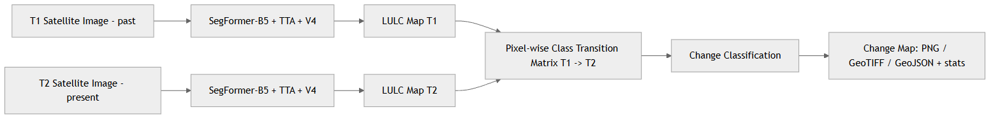 T1 Satellite Image - past
SegFormer-B5 + TTA + V4
LULC Map T1
T2 Satellite Image -
present
SegFormer-B5 + TTA + V4
LULC Map T2
Pixel-wise Class Transition
Matrix T1 -> T2
Change Classification
Change Map: PNG /
GeoTIFF / GeoJSON + stats